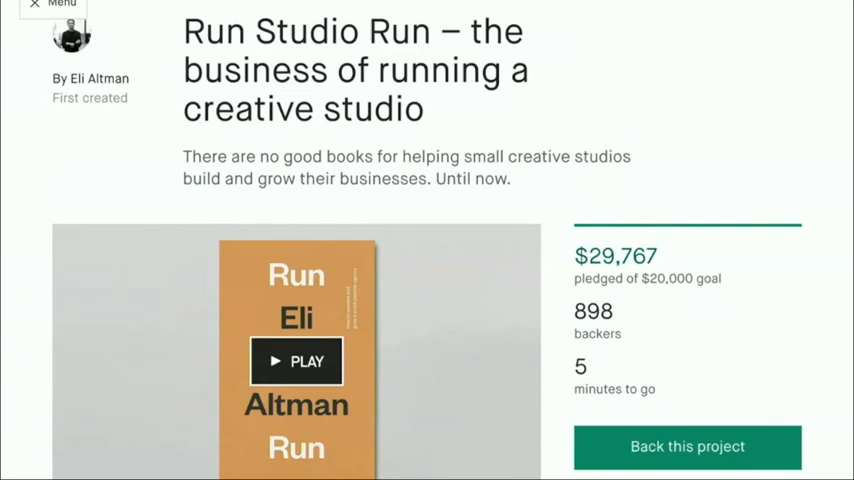 Menu
By Eli Altman
First created
Run Studio Run – the
business of running a
creative studio
There are no good books for helping small creative studios
build and grow their businesses. Until now.
Run
Eli
PLAY
Altman
Run
$29,767
pledged of $20,000 goal
898
backers
5
minutes to go
Back this project